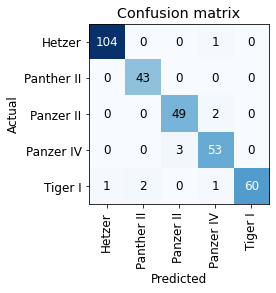 Confusion matrix
Actual
Hetzer 104 0 0 1 0
Panther II 0 43 0 0 0
Panzer II 0 0 49 2 0
Panzer IV 0 0 3 53 0
Tiger I 1 2 0 1 60
Hetzer
Panther II
Panzer II
Panzer IV
Tiger I
Predicted